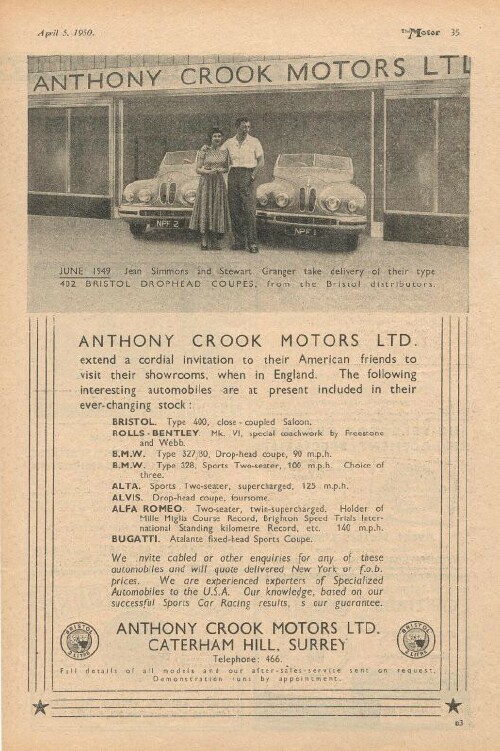 April 5, 1950.
The Motor 35
ANTHONY CROOK MOTORS LTD
NPF 2
NPF 1
JUNE 1949 Jean Simmons and Stewart Granger take delivery of their type
402 BRISTOL DROPHEAD COUPES, from the Bristol distributors.
ANTHONY CROOK MOTORS LTD.
extend a cordial invitation to their American friends to
visit their showrooms, when in England. The following
interesting automobiles are at present included in their
ever-changing stock :
BRISTOL. Type 400, close-coupled Saloon.
ROLLS-BENTLEY. Mk. VI, special coachwork by Freestone
and Webb.
B.M.W. Type 327/80, Drop-head coupe, 90 m.p.h.
B.M.W. Type 328, Sports Two-seater, 100 m.p.h. Choice of
three.
ALTA. Sports Two-seater, supercharged, 125 m.p.h.
ALVIS. Drop-head coupe, foursome.
ALFA ROMEO. Two-seater, twin-supercharged. Holder of
Mille Miglia Course Record, Brighton Speed Trials Inter-
national Standing kilometre Record, etc. 140 m.p.h.
BUGATTI. Atalante fixed-head Sports Coupe.
We invite cabled or other enquiries for any of these
automobiles and will quote delivered New York or f.o.b.
prices. We are experienced exporters of Specialized
Automobiles to the U.S.A. Our knowledge, based on our
successful Sports Car Racing results, is our guarantee.
BRISTOL
2 LITRE
ANTHONY CROOK MOTORS LTD.
CATERHAM HILL, SURREY
Telephone: 466.
BRISTOL
2 LITRE
Full details of all models and our after-sales-service sent on request.
Demonstration runs by appointment.
B3